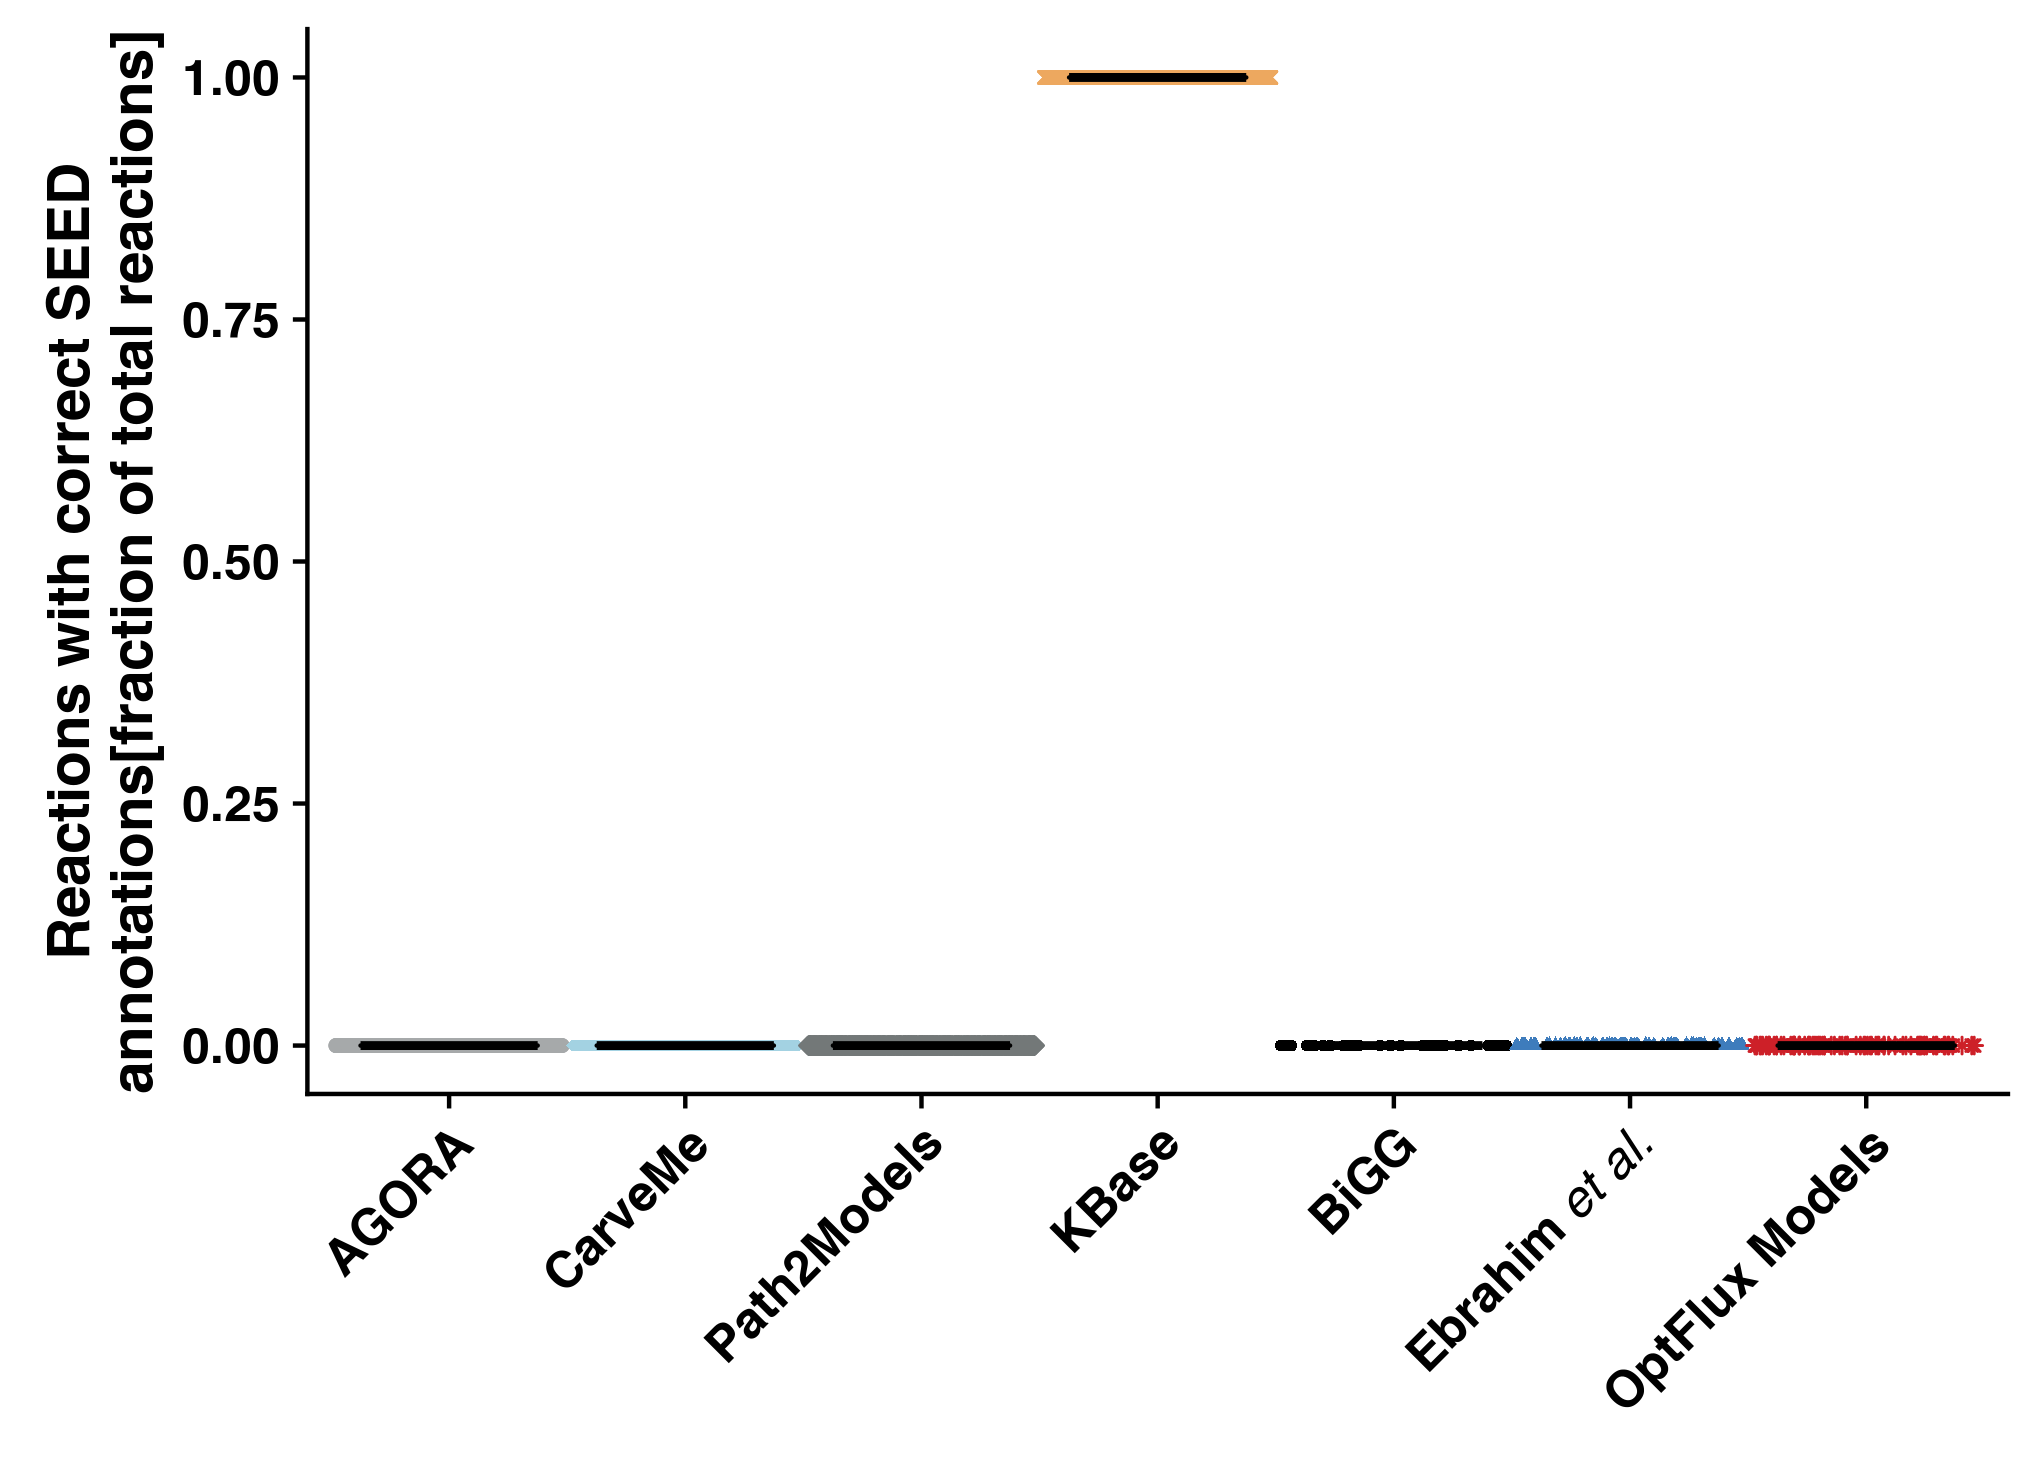 Reactions with correct SEED
annotations[fraction of total reactions]
1.00
0.75
0.50
0.25
0.00
AGORA
CarveMe
Path2Models
KBase
BiGG
Ebrahim et al.
OptFlux Models